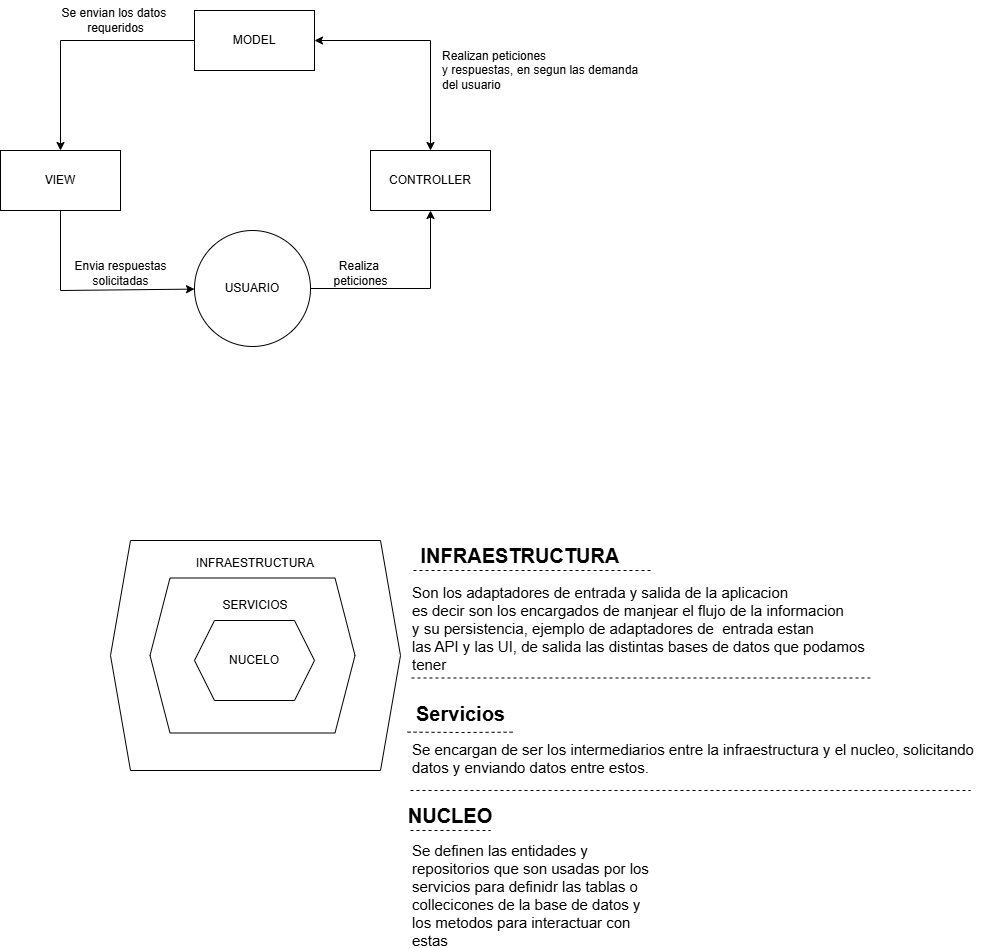 Se envian los datos
requeridos
MODEL
Realizan peticiones
y respuestas, en segun las demanda
del usuario
VIEW
CONTROLLER
Envia respuestas
solicitadas
USUARIO
Realiza
peticiones
INFRAESTRUCTURA
SERVICIOS
NUCELO
INFRAESTRUCTURA
Son los adaptadores de entrada y salida de la aplicacion
es decir son los encargados de manjear el flujo de la informacion
y su persistencia, ejemplo de adaptadores de  entrada estan
las API y las UI, de salida las distintas bases de datos que podamos
tener
Servicios
Se encargan de ser los intermediarios entre la infraestructura y el nucleo, solicitando
datos y enviando datos entre estos.
NUCLEO
Se definen las entidades y
repositorios que son usadas por los
servicios para definidr las tablas o
collecicones de la base de datos y
los metodos para interactuar con
estas